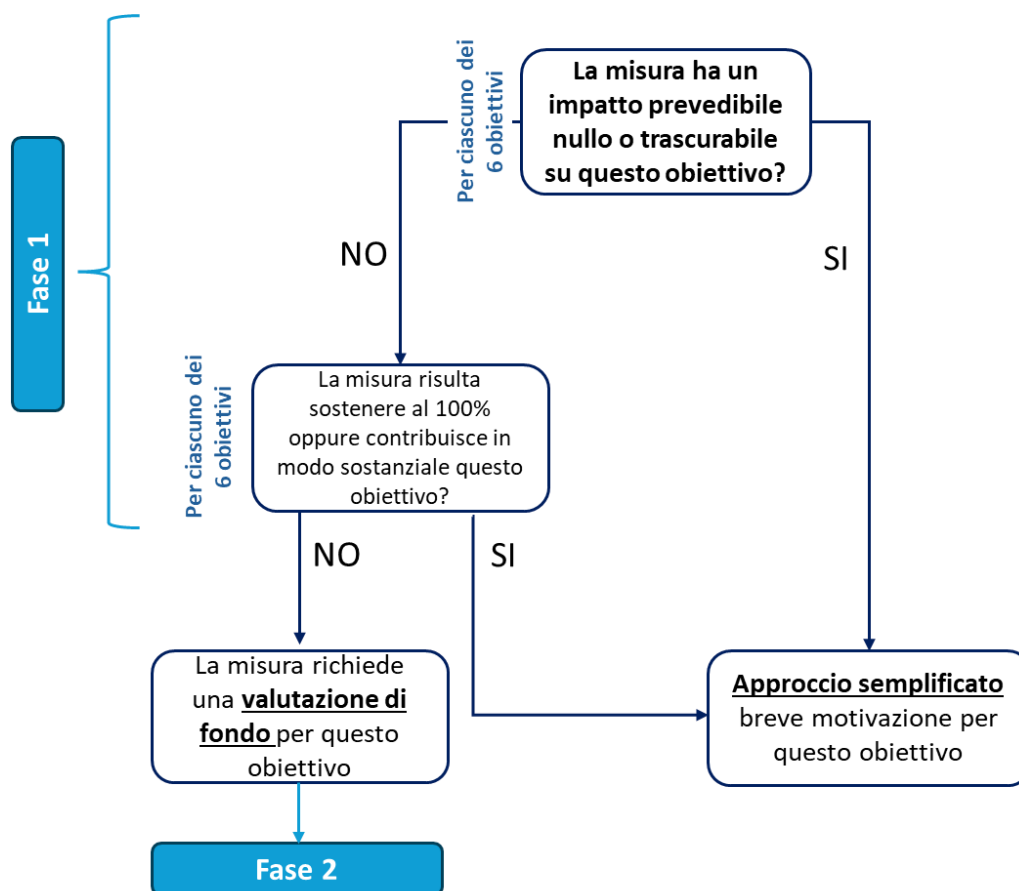 Fase 1
Per ciascuno dei
6 obiettivi
La misura ha un
impatto prevedibile
nullo o trascurabile
su questo obiettivo?
NO
SI
Per ciascuno dei
6 obiettivi
La misura risulta
sostenere al 100%
oppure contribuisce in
modo sostanziale questo
obiettivo?
NO
SI
La misura richiede
una valutazione di
fondo per questo
obiettivo
Approccio semplificato
breve motivazione per
questo obiettivo
Fase 2